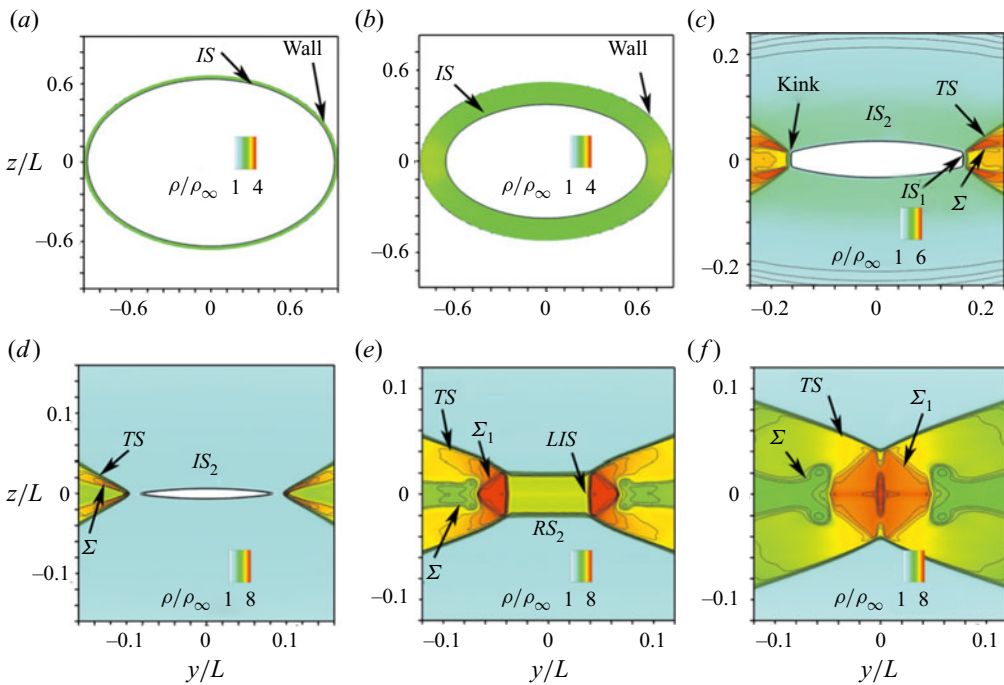 (a)
IS
Wall
0.6
z/L 0
ρ/ρ∞ 1 4
–0.6
–0.6 0 0.6
(b)
IS
Wall
0.6
0
ρ/ρ∞ 1 4
–0.6
–0.6 0 0.6
(c)
0.2
Kink
IS2
TS
0
IS1
Σ
ρ/ρ∞ 1 6
–0.2
–0.2 0 0.2
(d)
0.1
TS
IS2
z/L 0
Σ
–0.1
ρ/ρ∞ 1 8
–0.1 0 0.1
y/L
(e)
0.1
TS
Σ1
LIS
0
RS2
Σ
–0.1
ρ/ρ∞ 1 8
–0.1 0 0.1
y/L
(f)
0.1
TS
Σ1
Σ
0
–0.1
ρ/ρ∞ 1 8
–0.1 0 0.1
y/L